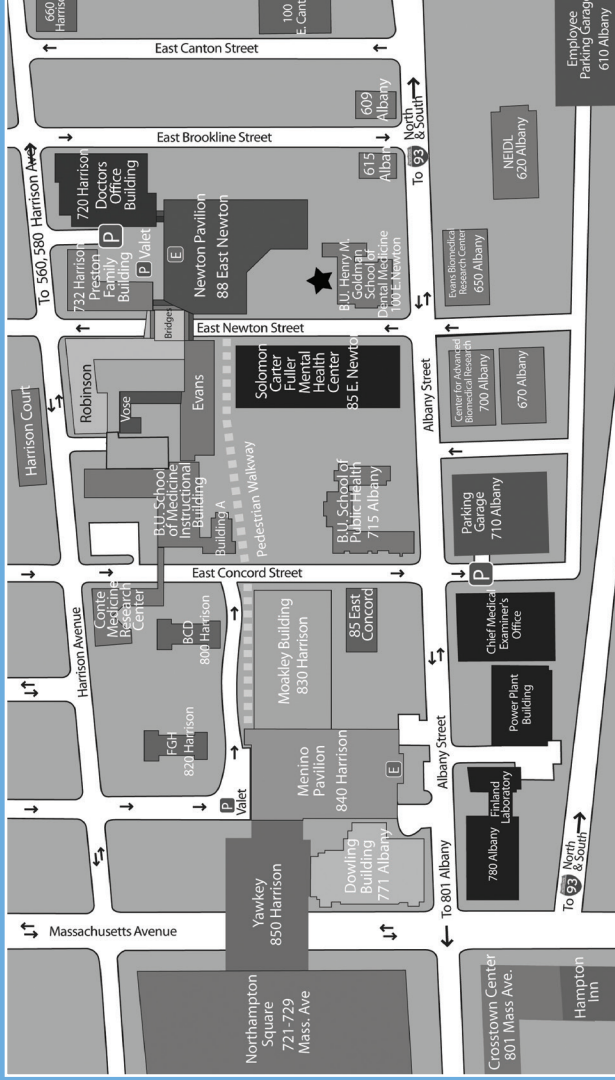 660
Harriso
100
E. Cant
East Canton Street
Employee
Parking Garag
610 Albany
609
Albany
North
& South
To 93
East Brookline Street
To 560,580 Harrison Ave
720 Harrison
Doctors
Office
Building
615
Alban
NEIDL
620 Albany
P
P Valet
E
732 Harrison
Preston
Family
Building
Newton Pavilion
88 East Newton
B.U. Henry M.
Goldman
School of
Dental Medicine
100 E.Newton
Evans Biomedical
Research Center
650 Albany
Bridges
East Newton Street
Harrison Court
Robinson
Vose
Evans
Solomon
Carter
Fuller
Mental
Health
Center
85 E. Newton
Albany Street
Center for Advanced
Biomedical Research
700 Albany
670 Albany
B.U. School
of Medicine
Instructional
Building
Building A
Pedestrian Walkway
B.U. School of
Public Health
715 Albany
Parking
Garage
710 Albany
P
East Concord Street
Harrison Avenue
Conte
Medicine
Research
Center
BCD
800 Harrison
Moakley Building
830 Harrison
85 East
Concord
Chief Medical
Examiner's
Office
FGH
820 Harrison
Menino
Pavilion
840 Harrison
E
Albany Street
Power Plant
Building
P
Valet
Finland
Laboratory
780 Albany
Dowling
Building
771 Albany
Yawkey
850 Harrison
To 801 Albany
North
& South
To 93
Massachusetts Avenue
Northampton
Square
721-729
Mass. Ave
Crosstown Center
801 Mass Ave.
Hampton
Inn